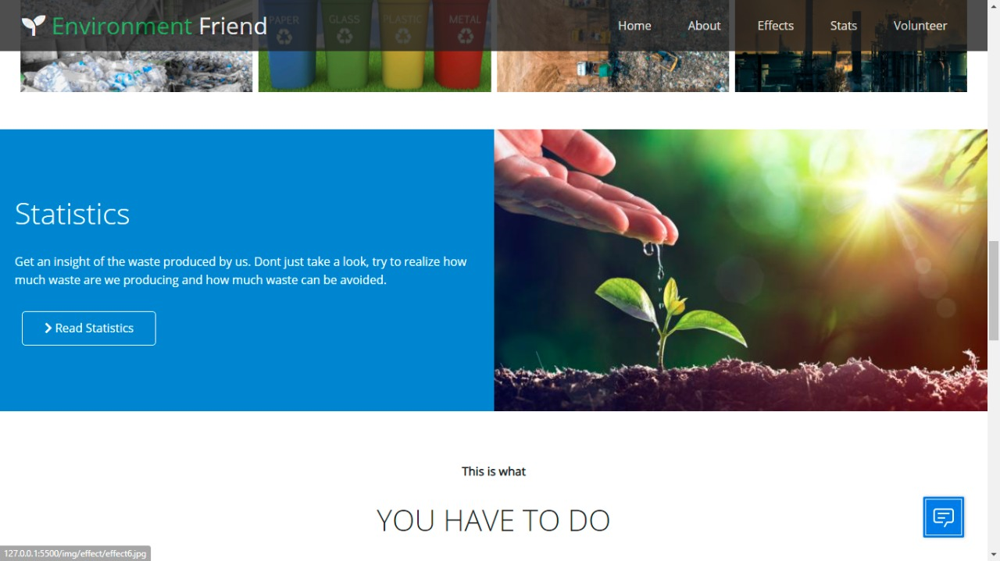 PAPER GLASS PLASTIC METAL
Environment Friend Home About Effects Stats Volunteer
Statistics
Get an insight of the waste produced by us. Dont just take a look, try to realize how
much waste are we producing and how much waste can be avoided.
Read Statistics
This is what
YOU HAVE TO DO
127.0.0.1:5500/img/effect/effect6.jpg